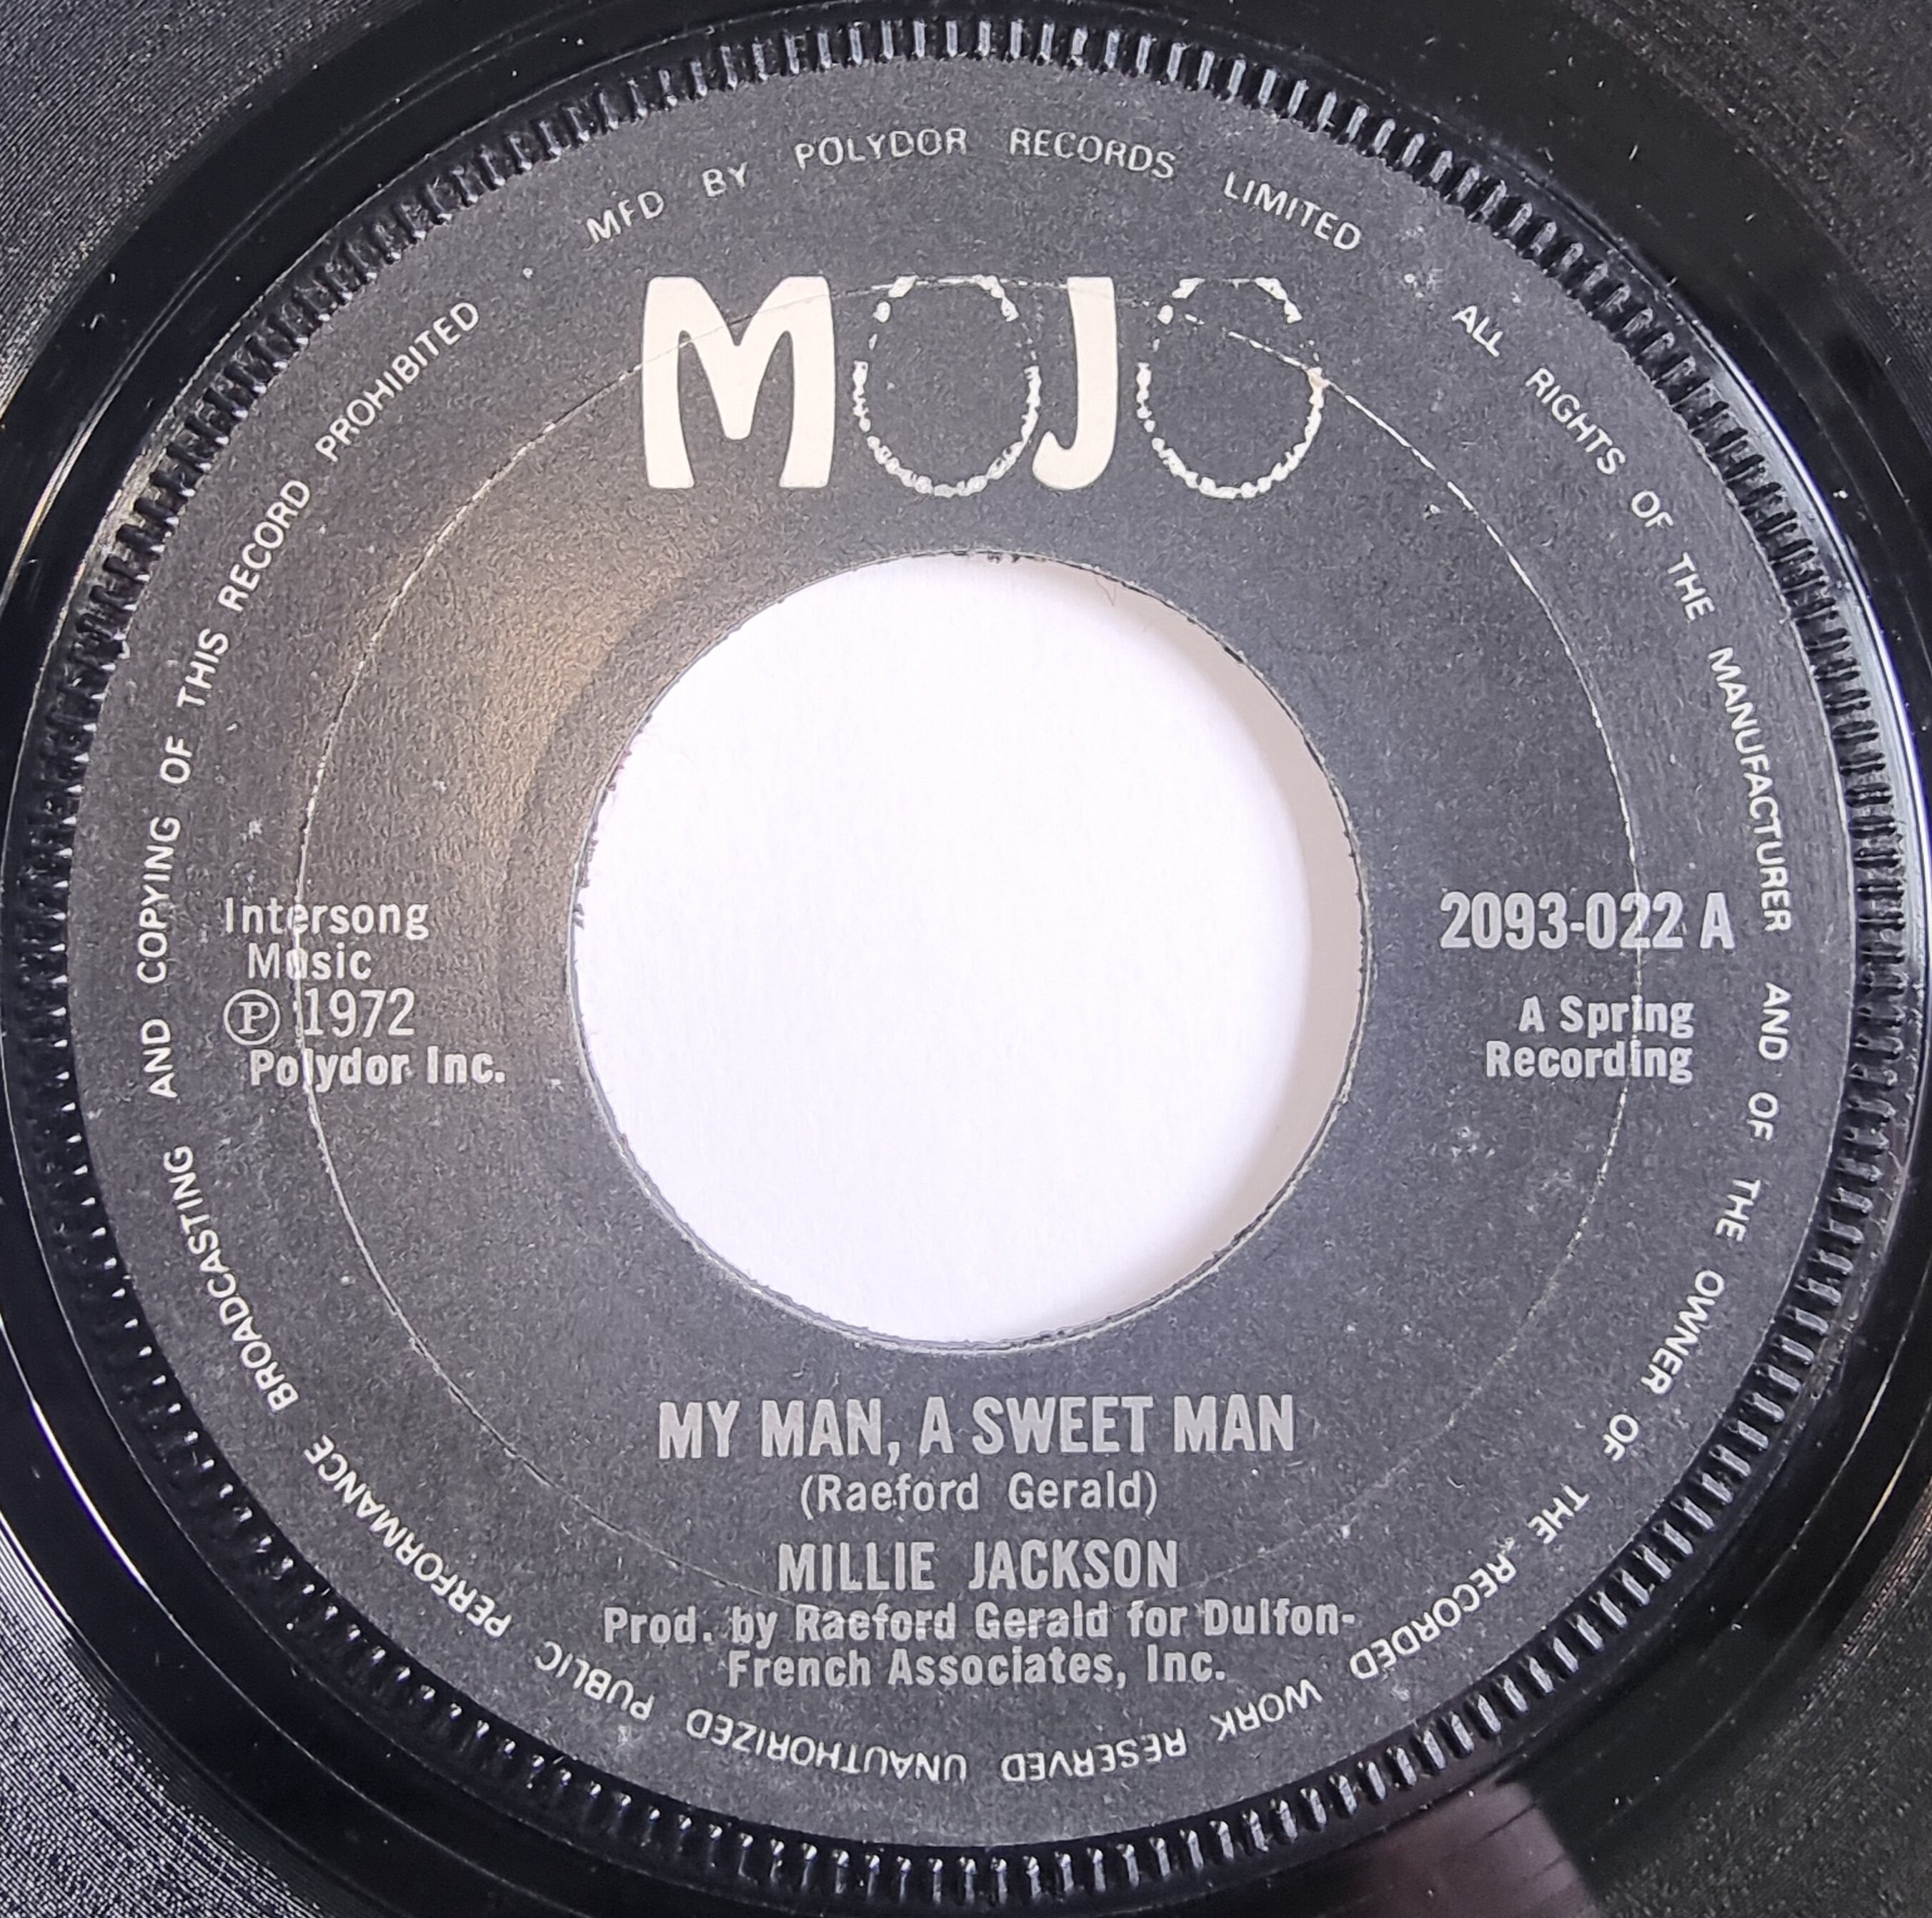 MFD BY POLYDOR RECORDS LIMITED ALL RIGHTS OF THE MANUFACTURER AND OF THE OWNER OF THE RECORDED WORK RESERVED UNAUTHORIZED PUBLIC PERFORMANCE BROADCASTING AND COPYING OF THIS RECORD PROHIBITED
MOJO
Intersong
Music
℗ 1972
Polydor Inc.
2093-022 A
A Spring
Recording
MY MAN, A SWEET MAN
(Raeford Gerald)
MILLIE JACKSON
Prod. by Raeford Gerald for Dulfon-
French Associates, Inc.